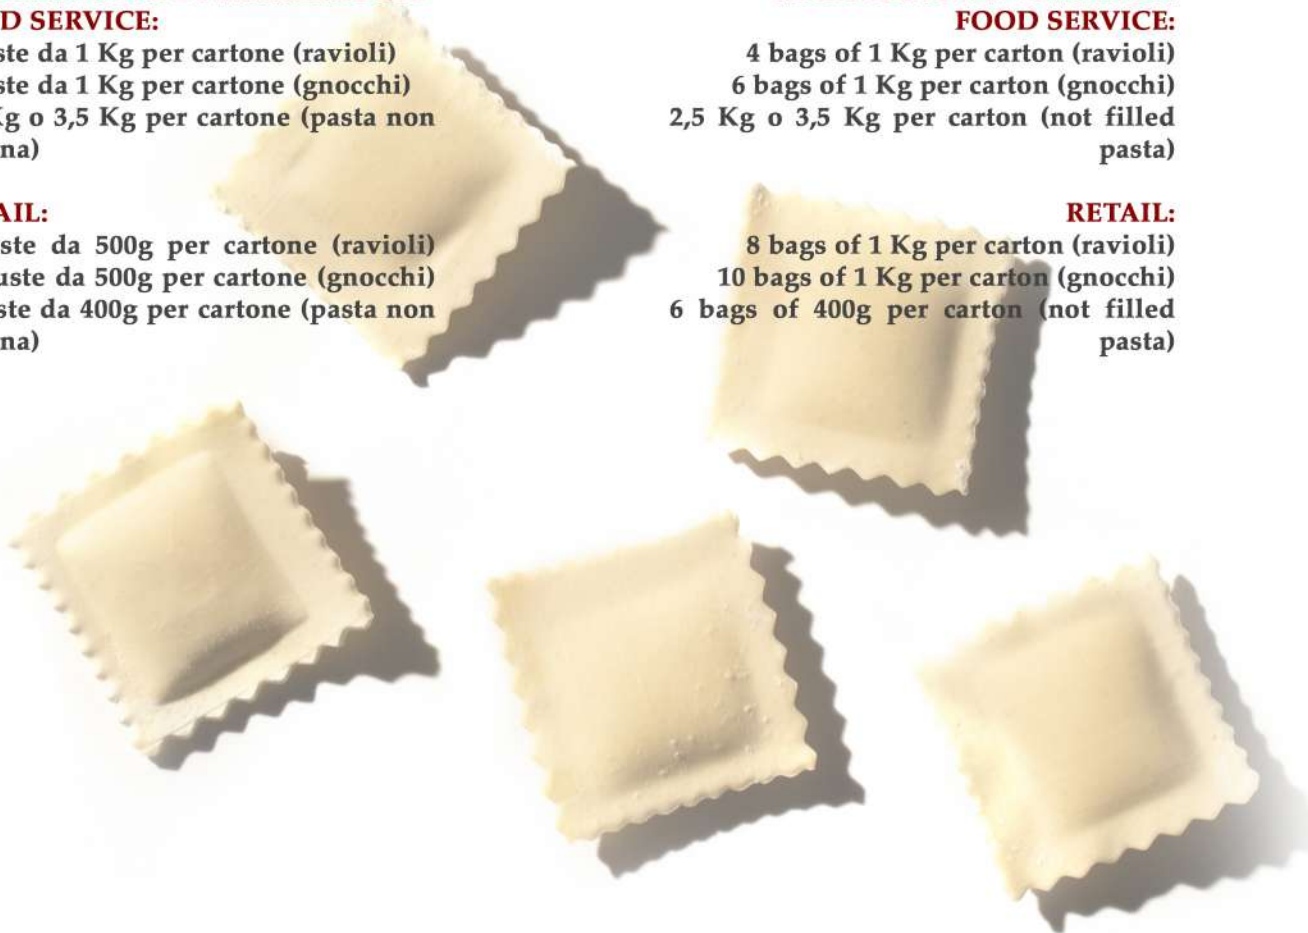 D SERVICE:
ste da 1 Kg per cartone (ravioli)
ste da 1 Kg per cartone (gnocchi)
Kg o 3,5 Kg per cartone (pasta non
na)
AIL:
ste da 500g per cartone (ravioli)
uste da 500g per cartone (gnocchi)
ste da 400g per cartone (pasta non
na)
FOOD SERVICE:
4 bags of 1 Kg per carton (ravioli)
6 bags of 1 Kg per carton (gnocchi)
2,5 Kg o 3,5 Kg per carton (not filled
pasta)
RETAIL:
8 bags of 1 Kg per carton (ravioli)
10 bags of 1 Kg per carton (gnocchi)
6 bags of 400g per carton (not filled
pasta)